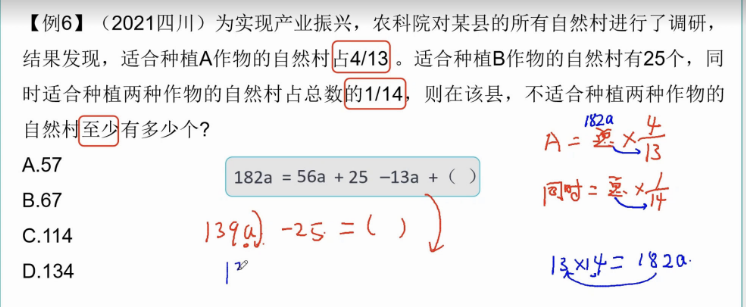 【例6】（2021四川）为实现产业振兴，农科院对某县的所有自然村进行了调研，
结果发现，适合种植A作物的自然村占4/13。适合种植B作物的自然村有25个，同
时适合种植两种作物的自然村占总数的1/14，则在该县，不适合种植两种作物的
自然村至少有多少个?
A.57
B.67
C.114
D.134
182a = 56a + 25 －13a +（ ）
139a -25 = ( )
12
182a
A = 总 × 4/13
同时 = 总 × 1/14
13×14 = 182a